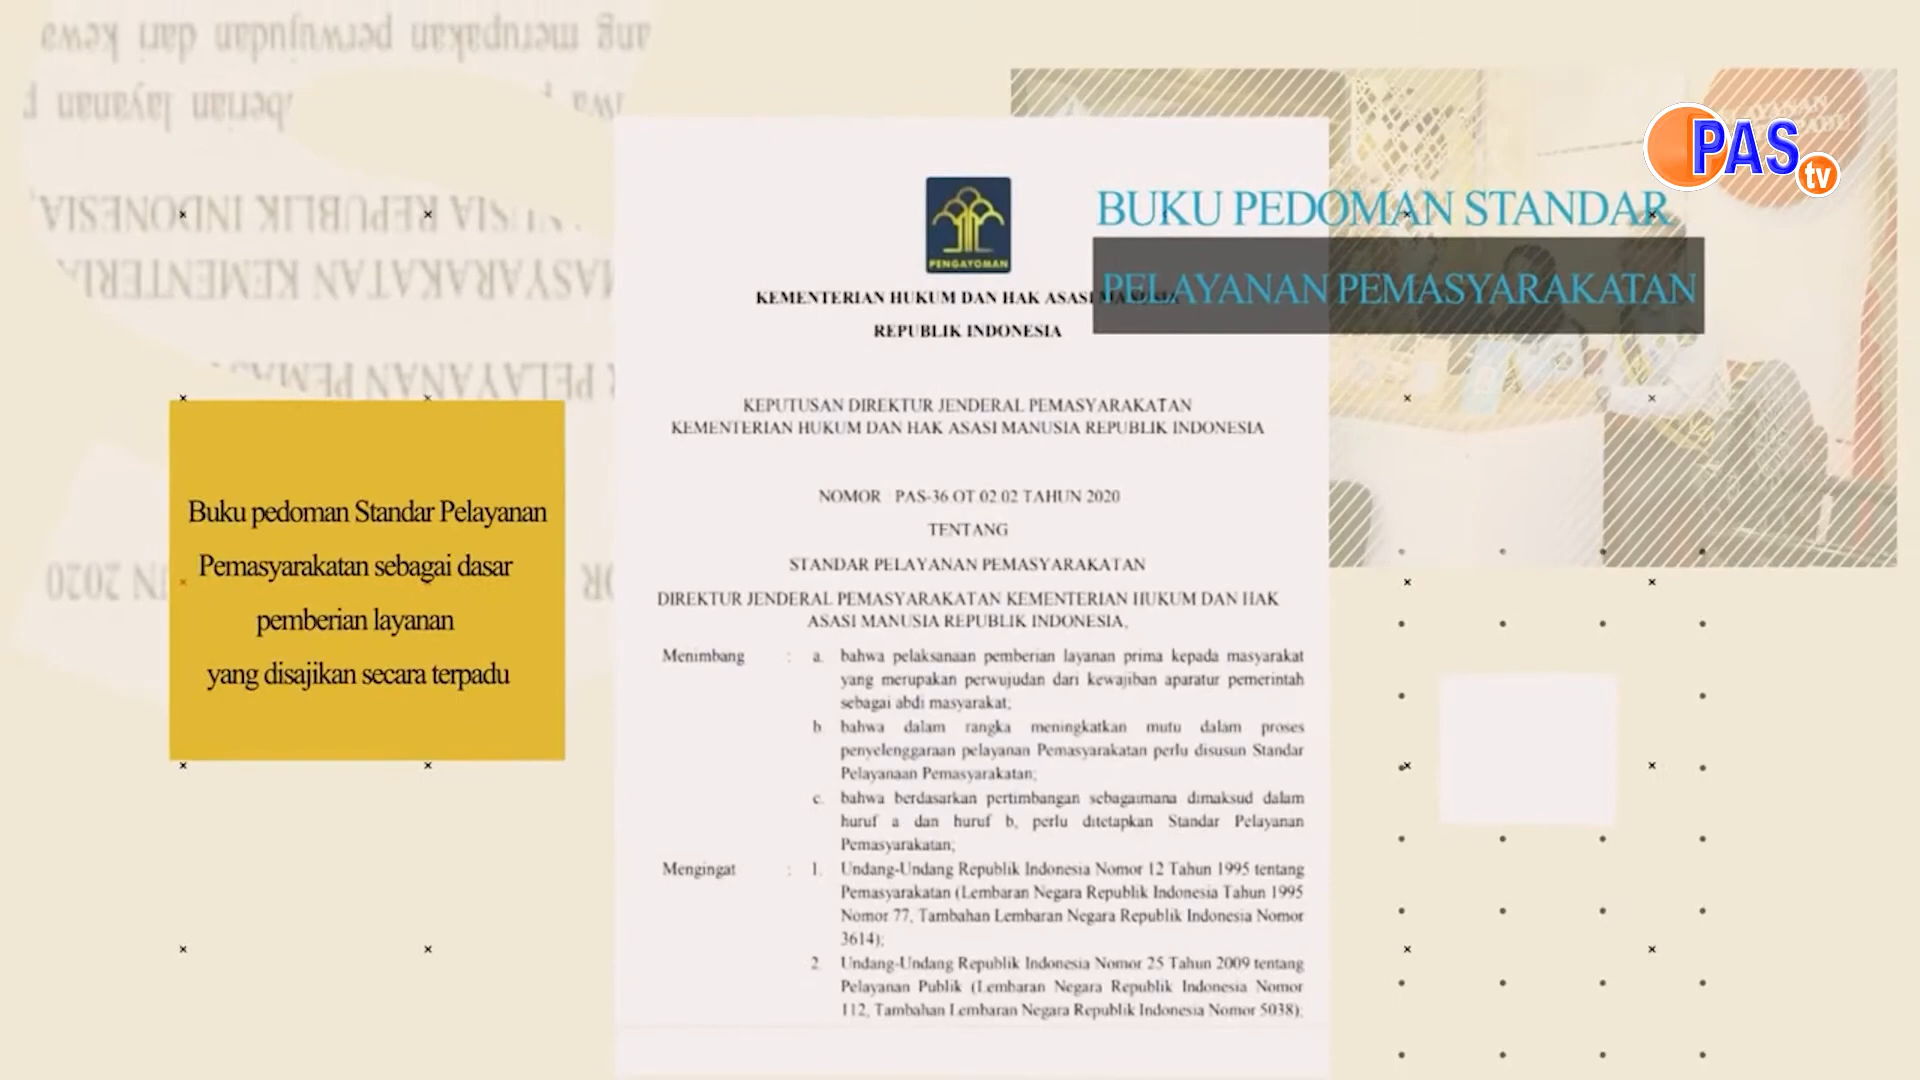 PAS tv
BUKU PEDOMAN STANDAR
PELAYANAN PEMASYARAKATAN
Buku pedoman Standar Pelayanan
Pemasyarakatan sebagai dasar
pemberian layanan
yang disajikan secara terpadu
PENGAYOMAN
KEMENTERIAN HUKUM DAN HAK ASASI MANUSIA
REPUBLIK INDONESIA
KEPUTUSAN DIREKTUR JENDERAL PEMASYARAKATAN
KEMENTERIAN HUKUM DAN HAK ASASI MANUSIA REPUBLIK INDONESIA
NOMOR PAS-36 OT 02 02 TAHUN 2020
TENTANG
STANDAR PELAYANAN PEMASYARAKATAN
DIREKTUR JENDERAL PEMASYARAKATAN KEMENTERIAN HUKUM DAN HAK
ASASI MANUSIA REPUBLIK INDONESIA,
Menimbang : a. bahwa pelaksanaan pemberian layanan prima kepada masyarakat
yang merupakan perwujudan dari kewajiban aparatur pemerintah
sebagai abdi masyarakat;
b bahwa dalam rangka meningkatkan mutu dalam proses
penyelenggaraan pelayanan Pemasyarakatan perlu disusun Standar
Pelayanaan Pemasyarakatan;
c. bahwa berdasarkan pertimbangan sebagaimana dimaksud dalam
huruf a dan huruf b, perlu ditetapkan Standar Pelayanan
Pemasyarakatan;
Mengingat : 1. Undang-Undang Republik Indonesia Nomor 12 Tahun 1995 tentang
Pemasyarakatan (Lembaran Negara Republik Indonesia Tahun 1995
Nomor 77, Tambahan Lembaran Negara Republik Indonesia Nomor
3614);
2. Undang-Undang Republik Indonesia Nomor 25 Tahun 2009 tentang
Pelayanan Publik (Lembaran Negara Republik Indonesia Nomor
112, Tambahan Lembaran Negara Republik Indonesia Nomor 5038);